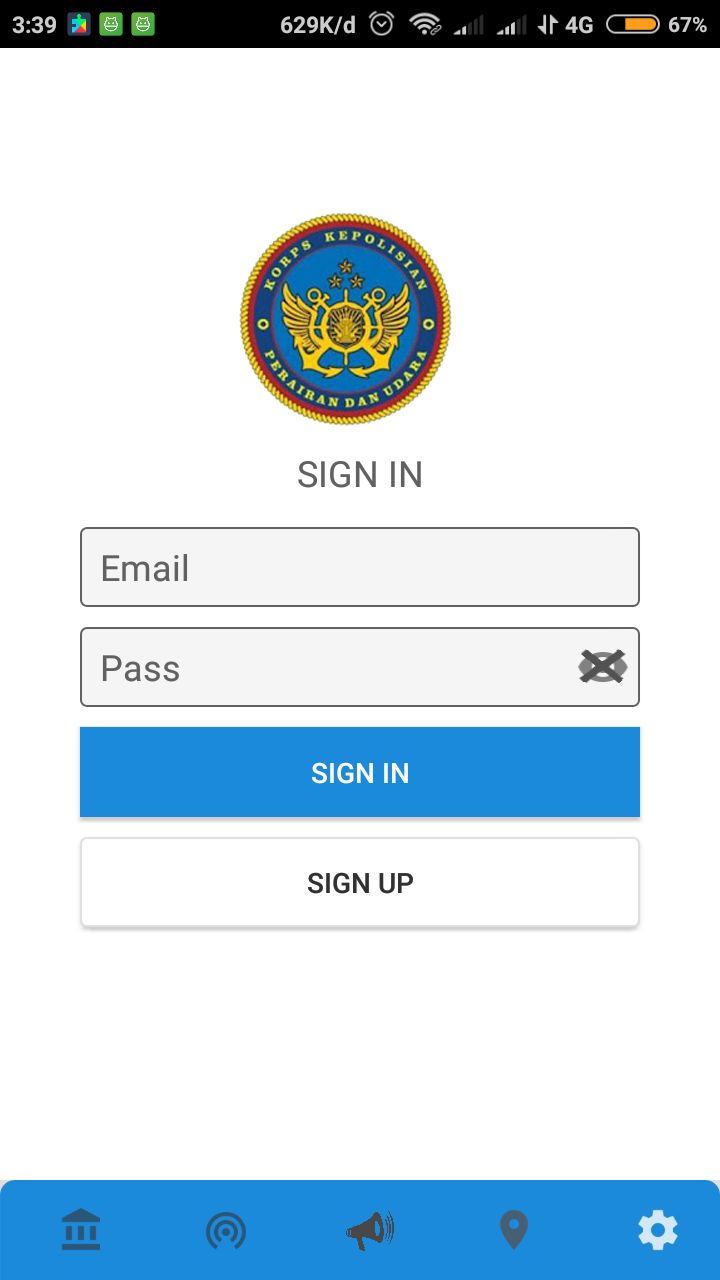 3:39 629K/d 4G 67%
KORPS KEPOLISIAN
PERAIRAN DAN UDARA
SIGN IN
Email
Pass
SIGN IN
SIGN UP